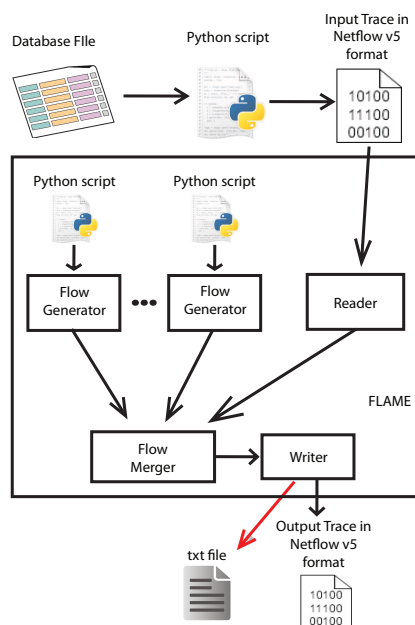 Database FIle
Python script
Input Trace in
Netflow v5
format
10100
11100
00100
Python script
Python script
Flow
Generator
Flow
Generator
Reader
FLAME
Flow
Merger
Writer
txt file
Output Trace in
Netflow v5
format
10100
11100
00100